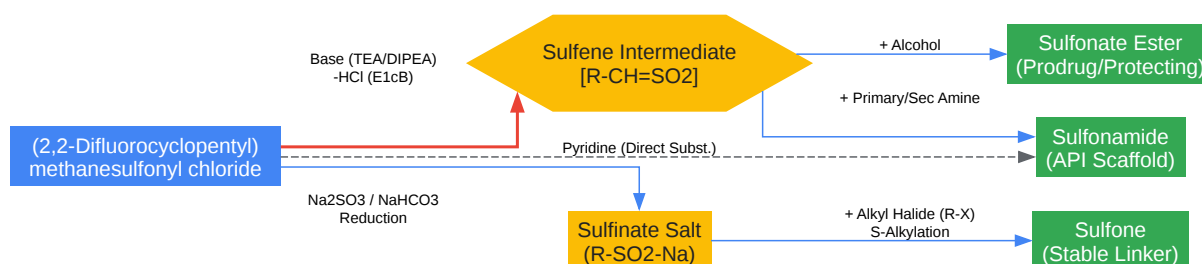 Base (TEA/DIPEA)
-HCl (E1cB)
Sulfene Intermediate
[R-CH=SO2]
+ Alcohol
Sulfonate Ester
(Prodrug/Protecting)
+ Primary/Sec Amine
(2,2-Difluorocyclopentyl)
methanesulfonyl chloride
Pyridine (Direct Subst.)
Sulfonamide
(API Scaffold)
Na2SO3 / NaHCO3
Reduction
Sulfinate Salt
(R-SO2-Na)
+ Alkyl Halide (R-X)
S-Alkylation
Sulfone
(Stable Linker)